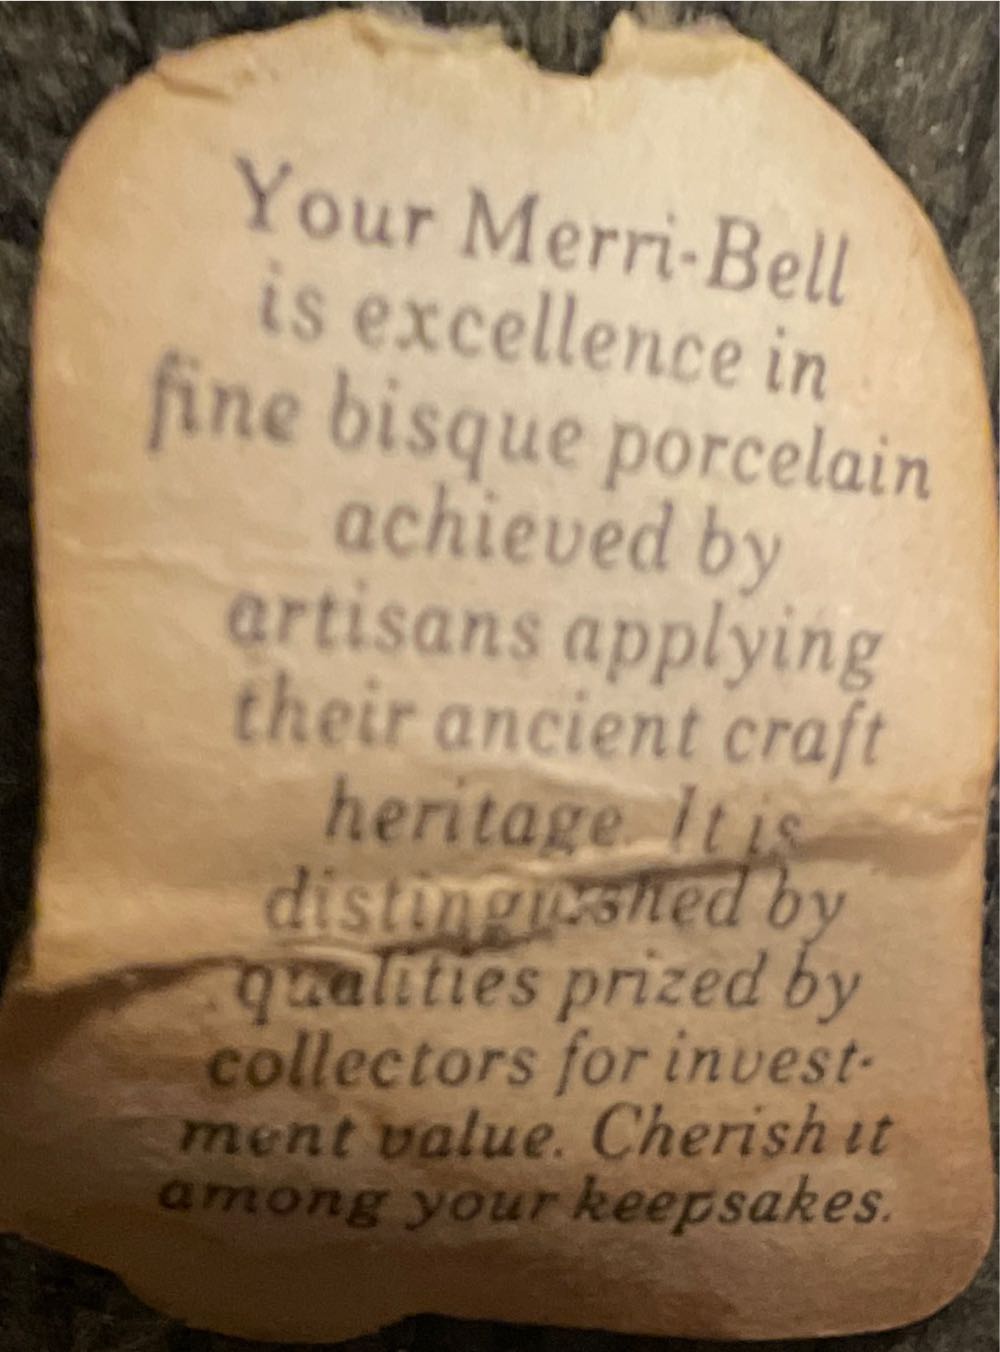 Your Merri-Bell
is excellence in
fine bisque porcelain
achieved by
artisans applying
their ancient craft
heritage. It is
distinguished by
qualities prized by
collectors for invest-
ment value. Cherish it
among your keepsakes.